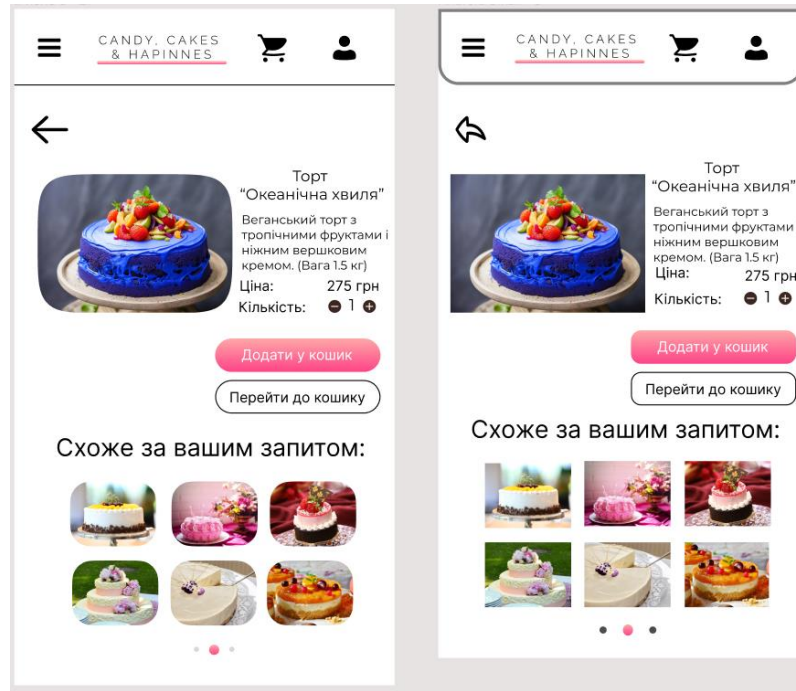 CANDY, CAKES
& HAPINNES
Торт
“Океанічна хвиля”
Веганський торт з
тропічними фруктами і
ніжним вершковим
кремом. (Вага 1.5 кг)
Ціна: 275 грн
Кількість: 1
Додати у кошик
Перейти до кошику
Схоже за вашим запитом:
CANDY, CAKES
& HAPINNES
Торт
“Океанічна хвиля”
Веганський торт з
тропічними фруктами
ніжним вершковим
кремом. (Вага 1.5 кг)
Ціна: 275 грн
Кількість: 1
Додати у кошик
Перейти до кошику
Схоже за вашим запитом: